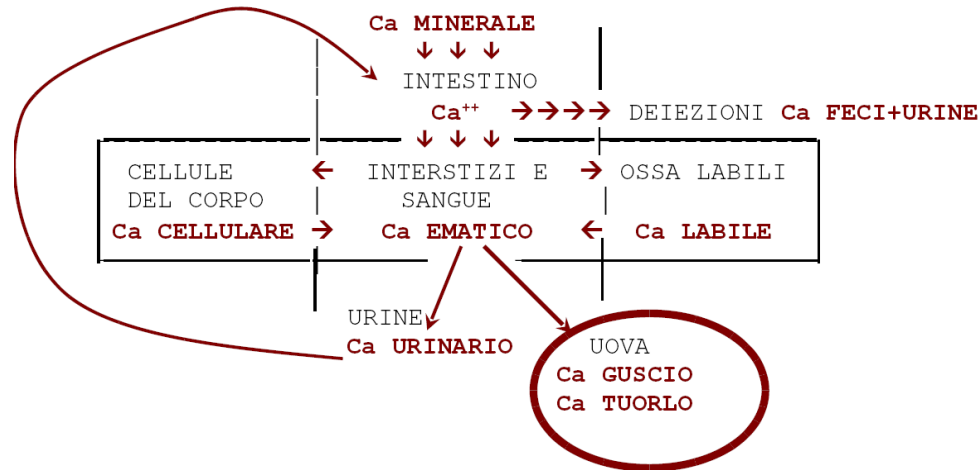 Ca MINERALE
INTESTINO
Ca++
DEIEZIONI Ca FECI+URINE
CELLULE
DEL CORPO
Ca CELLULARE
INTERSTIZI E
SANGUE
Ca EMATICO
OSSA LABILI
Ca LABILE
URINE
Ca URINARIO
UOVA
Ca GUSCIO
Ca TUORLO